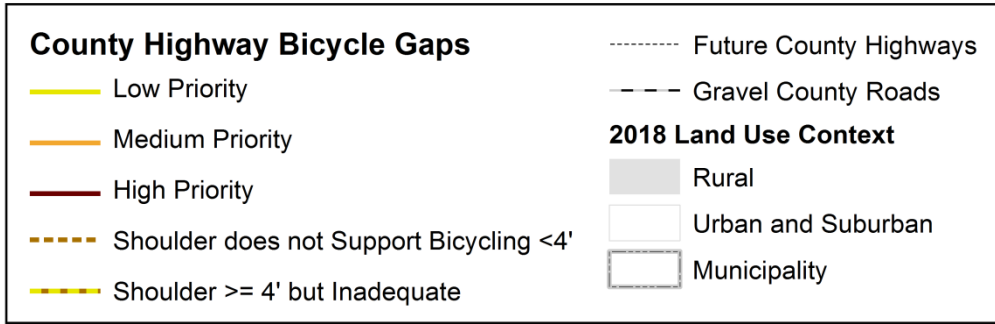 County Highway Bicycle Gaps
Low Priority
Medium Priority
High Priority
Shoulder does not Support Bicycling <4'
Shoulder >= 4' but Inadequate
Future County Highways
Gravel County Roads
2018 Land Use Context
Rural
Urban and Suburban
Municipality